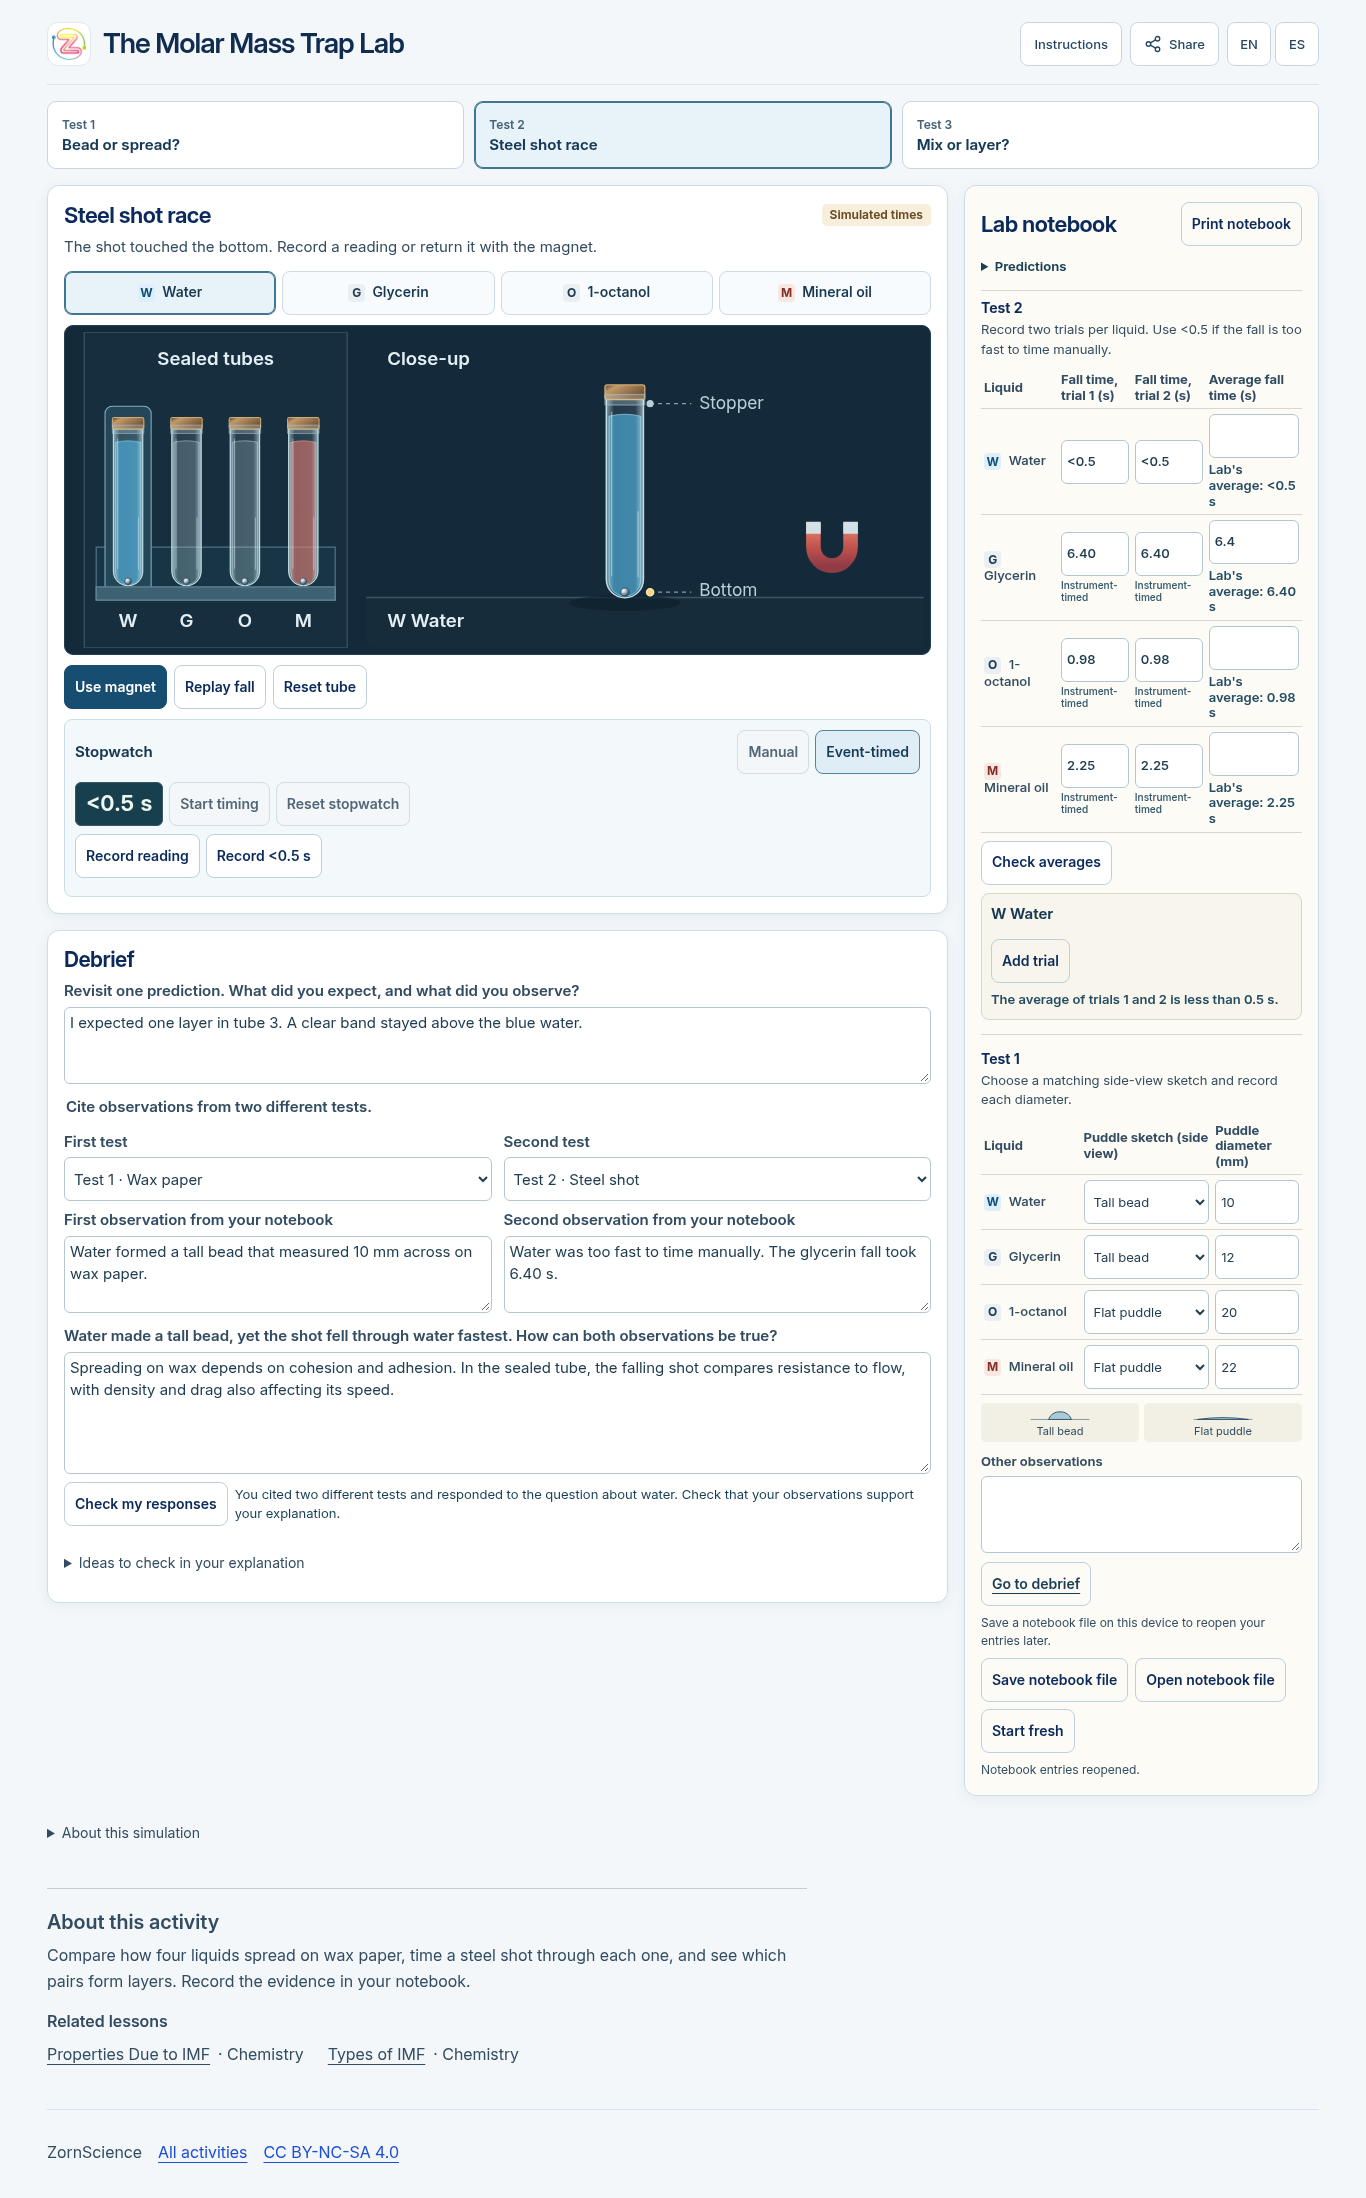 The Molar Mass Trap Lab
Instructions
Share
EN
ES
Test 1
Bead or spread?
Test 2
Steel shot race
Test 3
Mix or layer?
Steel shot race
Simulated times
The shot touched the bottom. Record a reading or return it with the magnet.
W Water
G Glycerin
O 1-octanol
M Mineral oil
Sealed tubes
Close-up
Stopper
Bottom
W G O M
W Water
Use magnet
Replay fall
Reset tube
Stopwatch
Manual
Event-timed
<0.5 s
Start timing
Reset stopwatch
Record reading
Record <0.5 s
Debrief
Revisit one prediction. What did you expect, and what did you observe?
I expected one layer in tube 3. A clear band stayed above the blue water.
Cite observations from two different tests.
First test
Second test
Test 1 · Wax paper
Test 2 · Steel shot
First observation from your notebook
Second observation from your notebook
Water formed a tall bead that measured 10 mm across on
wax paper.
Water was too fast to time manually. The glycerin fall took
6.40 s.
Water made a tall bead, yet the shot fell through water fastest. How can both observations be true?
Spreading on wax depends on cohesion and adhesion. In the sealed tube, the falling shot compares resistance to flow,
with density and drag also affecting its speed.
Check my responses
You cited two different tests and responded to the question about water. Check that your observations support
your explanation.
Ideas to check in your explanation
Lab notebook
Print notebook
Predictions
Test 2
Record two trials per liquid. Use <0.5 if the fall is too
fast to time manually.
Liquid
Fall time,
trial 1 (s)
Fall time,
trial 2 (s)
Average fall
time (s)
W Water
<0.5
<0.5
Lab's
average: <0.5
s
G
Glycerin
6.40
Instrument-
timed
6.40
Instrument-
timed
6.4
Lab's
average: 6.40
s
O 1-
octanol
0.98
Instrument-
timed
0.98
Instrument-
timed
Lab's
average: 0.98
s
M
Mineral oil
2.25
Instrument-
timed
2.25
Instrument-
timed
Lab's
average: 2.25
s
Check averages
W Water
Add trial
The average of trials 1 and 2 is less than 0.5 s.
Test 1
Choose a matching side-view sketch and record
each diameter.
Liquid
Puddle sketch (side
view)
Puddle
diameter
(mm)
W Water
Tall bead
10
G Glycerin
Tall bead
12
O 1-octanol
Flat puddle
20
M Mineral oil
Flat puddle
22
Tall bead
Flat puddle
Other observations
Go to debrief
Save a notebook file on this device to reopen your
entries later.
Save notebook file
Open notebook file
Start fresh
Notebook entries reopened.
About this simulation
About this activity
Compare how four liquids spread on wax paper, time a steel shot through each one, and see which
pairs form layers. Record the evidence in your notebook.
Related lessons
Properties Due to IMF · Chemistry
Types of IMF · Chemistry
ZornScience
All activities
CC BY-NC-SA 4.0